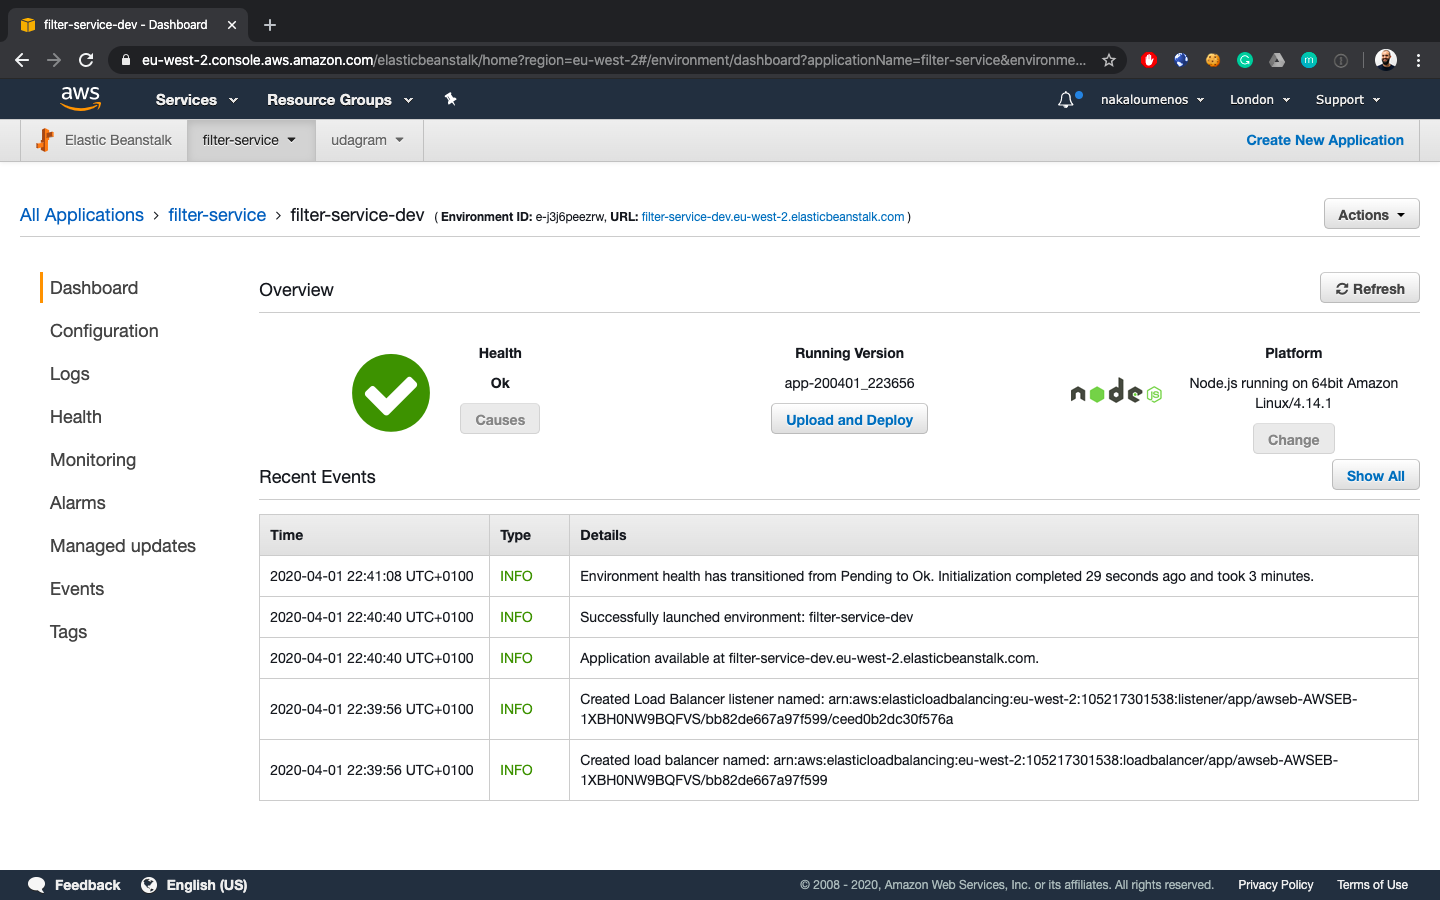 filter-service-dev - Dashboard
eu-west-2.console.aws.amazon.com/elasticbeanstalk/home?region=eu-west-2#/environment/dashboard?applicationName=filter-service&environme...
aws Services Resource Groups nakaloumenos London Support
Elastic Beanstalk filter-service udagram Create New Application
All Applications › filter-service › filter-service-dev ( Environment ID: e-j3j6peezrw, URL: filter-service-dev.eu-west-2.elasticbeanstalk.com ) Actions
Dashboard
Configuration
Logs
Health
Monitoring
Alarms
Managed updates
Events
Tags
Overview Refresh
Health
Ok
Causes
Running Version
app-200401_223656
Upload and Deploy
node JS
Platform
Node.js running on 64bit Amazon
Linux/4.14.1
Change
Recent Events Show All
Time Type Details
2020-04-01 22:41:08 UTC+0100 INFO Environment health has transitioned from Pending to Ok. Initialization completed 29 seconds ago and took 3 minutes.
2020-04-01 22:40:40 UTC+0100 INFO Successfully launched environment: filter-service-dev
2020-04-01 22:40:40 UTC+0100 INFO Application available at filter-service-dev.eu-west-2.elasticbeanstalk.com.
2020-04-01 22:39:56 UTC+0100 INFO Created Load Balancer listener named: arn:aws:elasticloadbalancing:eu-west-2:105217301538:listener/app/awseb-AWSEB-
1XBH0NW9BQFVS/bb82de667a97f599/ceed0b2dc30f576a
2020-04-01 22:39:56 UTC+0100 INFO Created load balancer named: arn:aws:elasticloadbalancing:eu-west-2:105217301538:loadbalancer/app/awseb-AWSEB-
1XBH0NW9BQFVS/bb82de667a97f599
Feedback English (US) © 2008 - 2020, Amazon Web Services, Inc. or its affiliates. All rights reserved. Privacy Policy Terms of Use